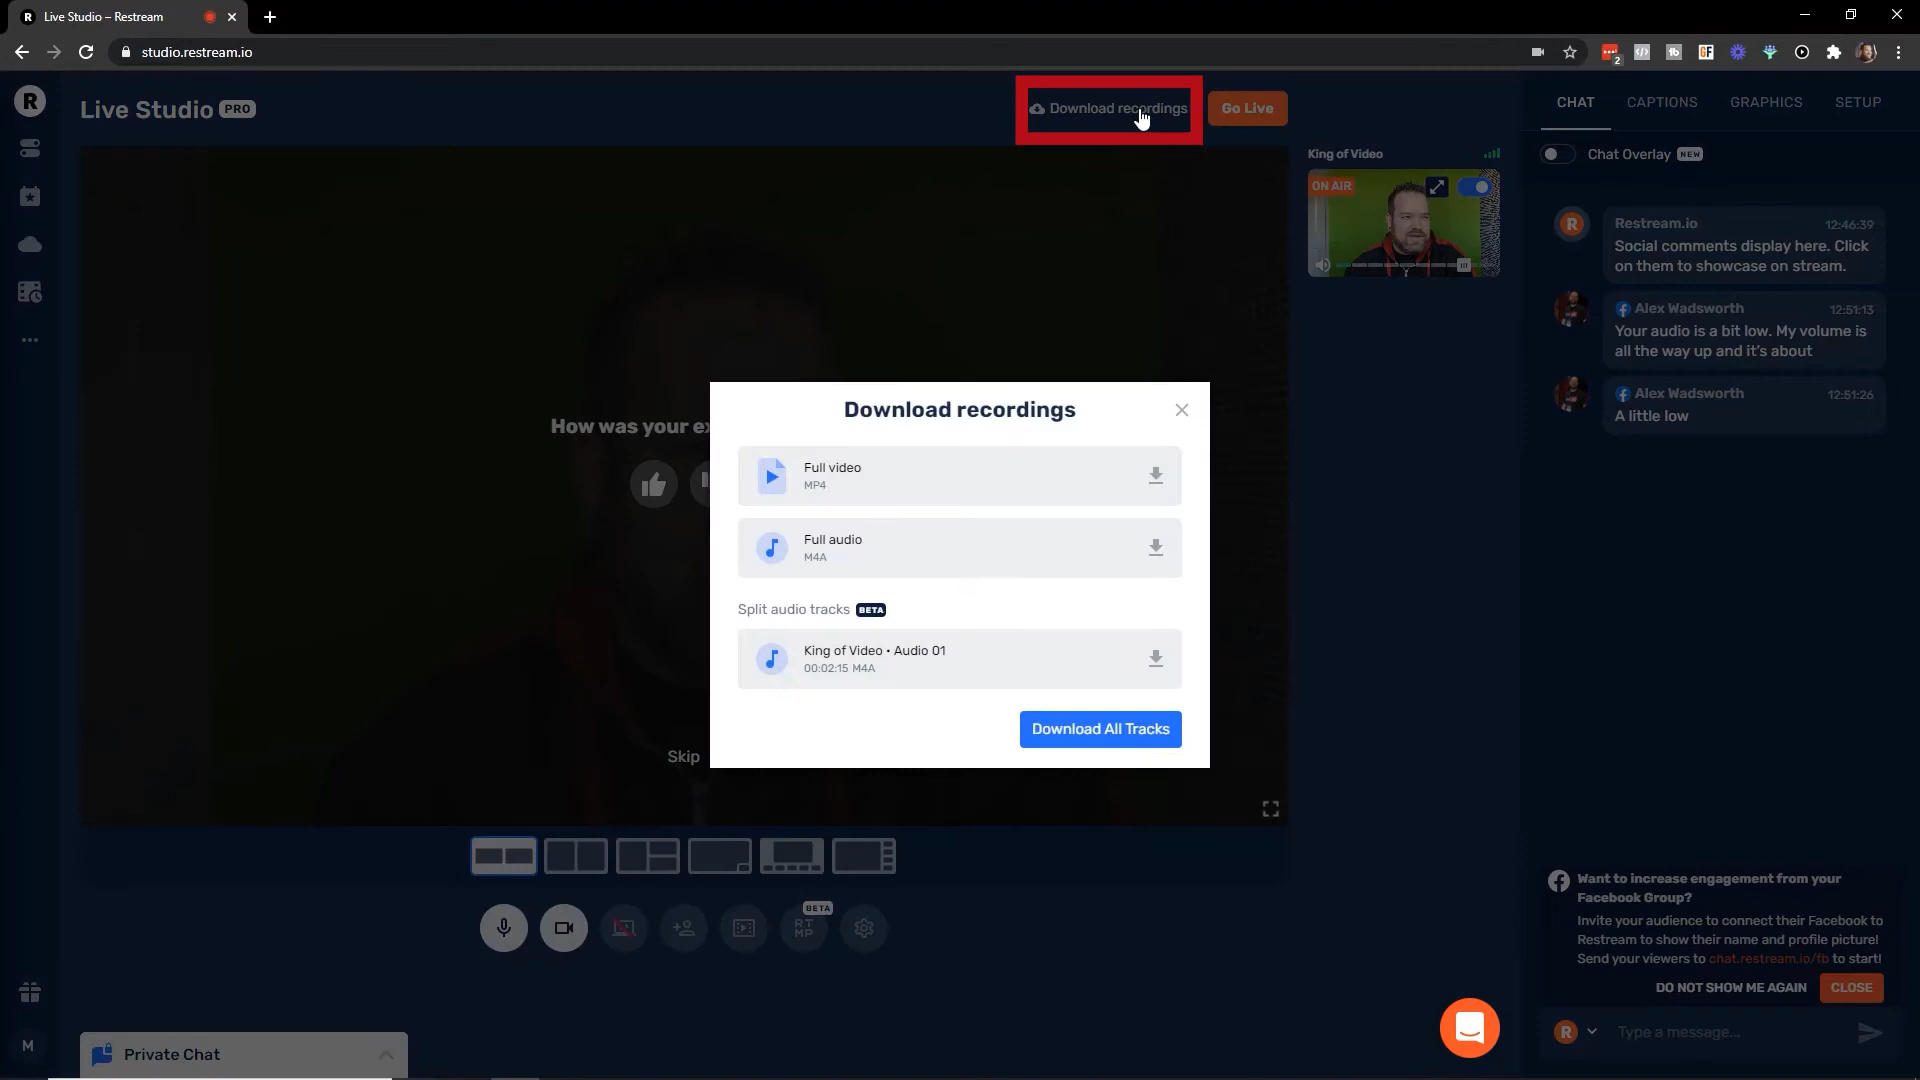 Live Studio – Restream
studio.restream.io
2
Live Studio PRO
Download recordings
Go Live
CHAT
CAPTIONS
GRAPHICS
SETUP
King of Video
ON AIR
Chat Overlay NEW
Restream.io 12:46:39
Social comments display here. Click
on them to showcase on stream.
Alex Wadsworth 12:51:13
Your audio is a bit low. My volume is
all the way up and it's about
Alex Wadsworth 12:51:26
A little low
How was your ex
Download recordings
Full video
MP4
Full audio
M4A
Split audio tracks BETA
King of Video • Audio 01
00:02:15 M4A
Download All Tracks
Skip
BETA
RT
MP
Want to increase engagement from your
Facebook Group?
Invite your audience to connect their Facebook to
Restream to show their name and profile picture!
Send your viewers to chat.restream.io/fb to start!
DO NOT SHOW ME AGAIN
CLOSE
R
Type a message...
M
Private Chat